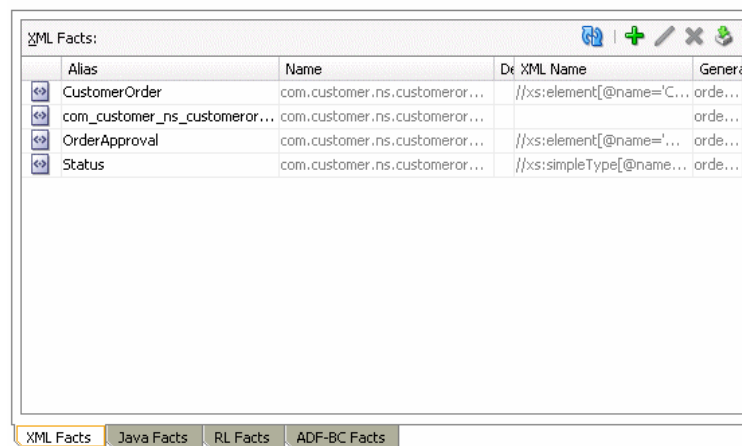 XML Facts:
Alias Name De XML Name Genera
CustomerOrder com.customer.ns.customeror... //xs:element[@name='C... orde...
com_customer_ns_customeror... com.customer.ns.customeror... orde...
OrderApproval com.customer.ns.customeror... //xs:element[@name='... orde...
Status com.customer.ns.customeror... //xs:simpleType[@name... orde...
XML Facts Java Facts RL Facts ADF-BC Facts